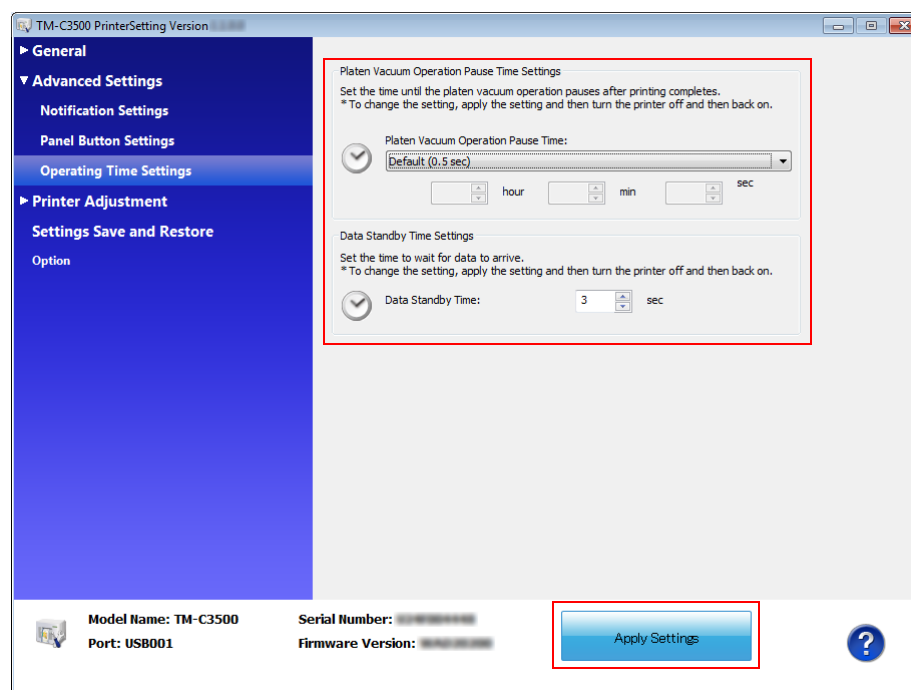 TM-C3500 PrinterSetting Version
General
Advanced Settings
Notification Settings
Panel Button Settings
Operating Time Settings
Printer Adjustment
Settings Save and Restore
Option
Platen Vacuum Operation Pause Time Settings
Set the time until the platen vacuum operation pauses after printing completes.
*To change the setting, apply the setting and then turn the printer off and then back on.
Platen Vacuum Operation Pause Time:
Default (0.5 sec)
hour min sec
Data Standby Time Settings
Set the time to wait for data to arrive.
*To change the setting, apply the setting and then turn the printer off and then back on.
Data Standby Time: 3 sec
Model Name: TM-C3500 Serial Number:
Port: USB001 Firmware Version:
Apply Settings
?